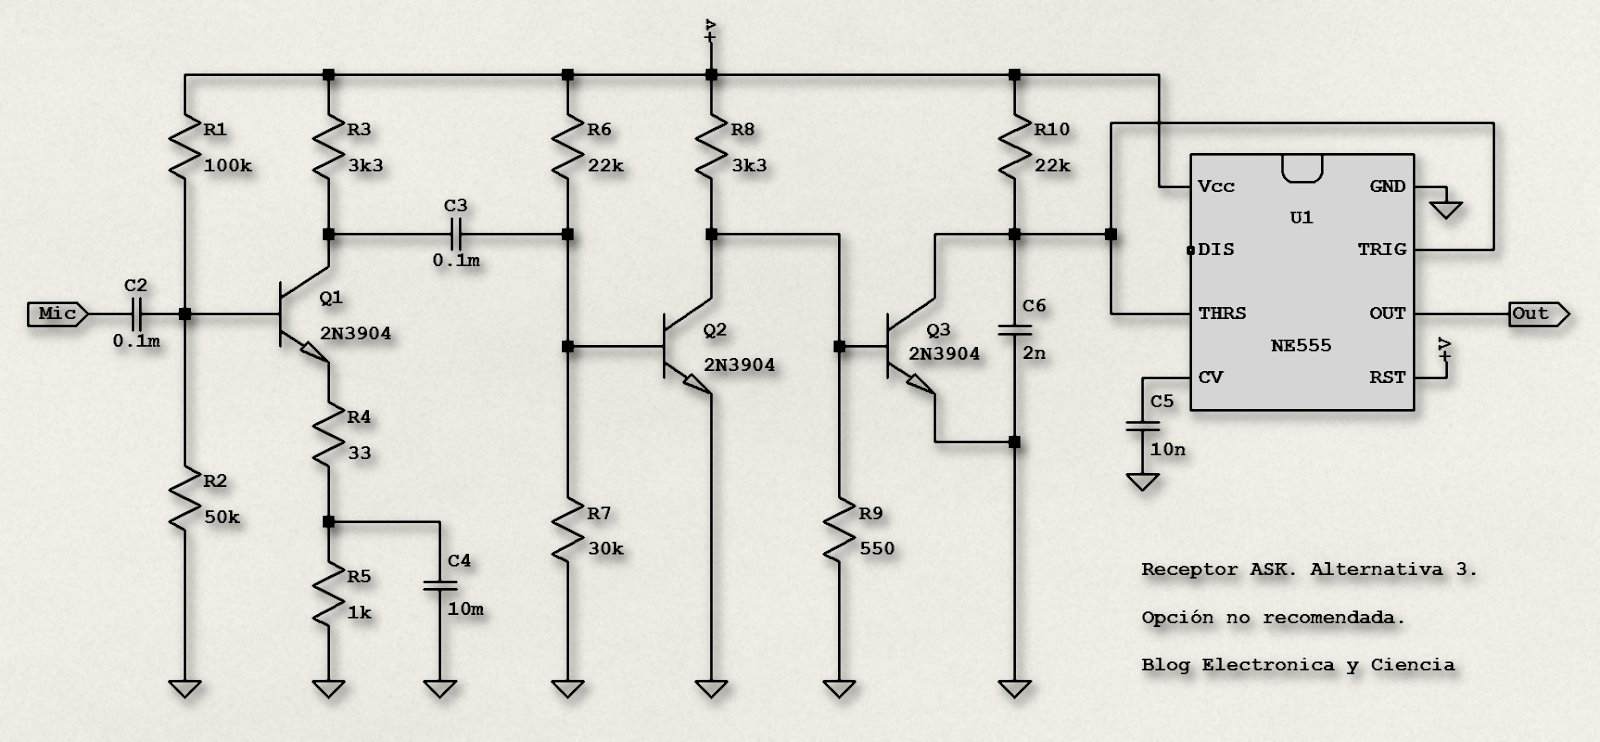 +V
R1
100k
R3
3k3
R6
22k
R8
3k3
R10
22k
C3
0.1m
Vcc
GND
U1
DIS
TRIG
C2
Mic
0.1m
Q1
2N3904
Q2
2N3904
Q3
2N3904
C6
2n
THRS
OUT
Out
NE555
+V
CV
RST
C5
10n
R4
33
R2
50k
R7
30k
R9
550
C4
10m
R5
1k
Receptor ASK. Alternativa 3.
Opción no recomendada.
Blog Electronica y Ciencia